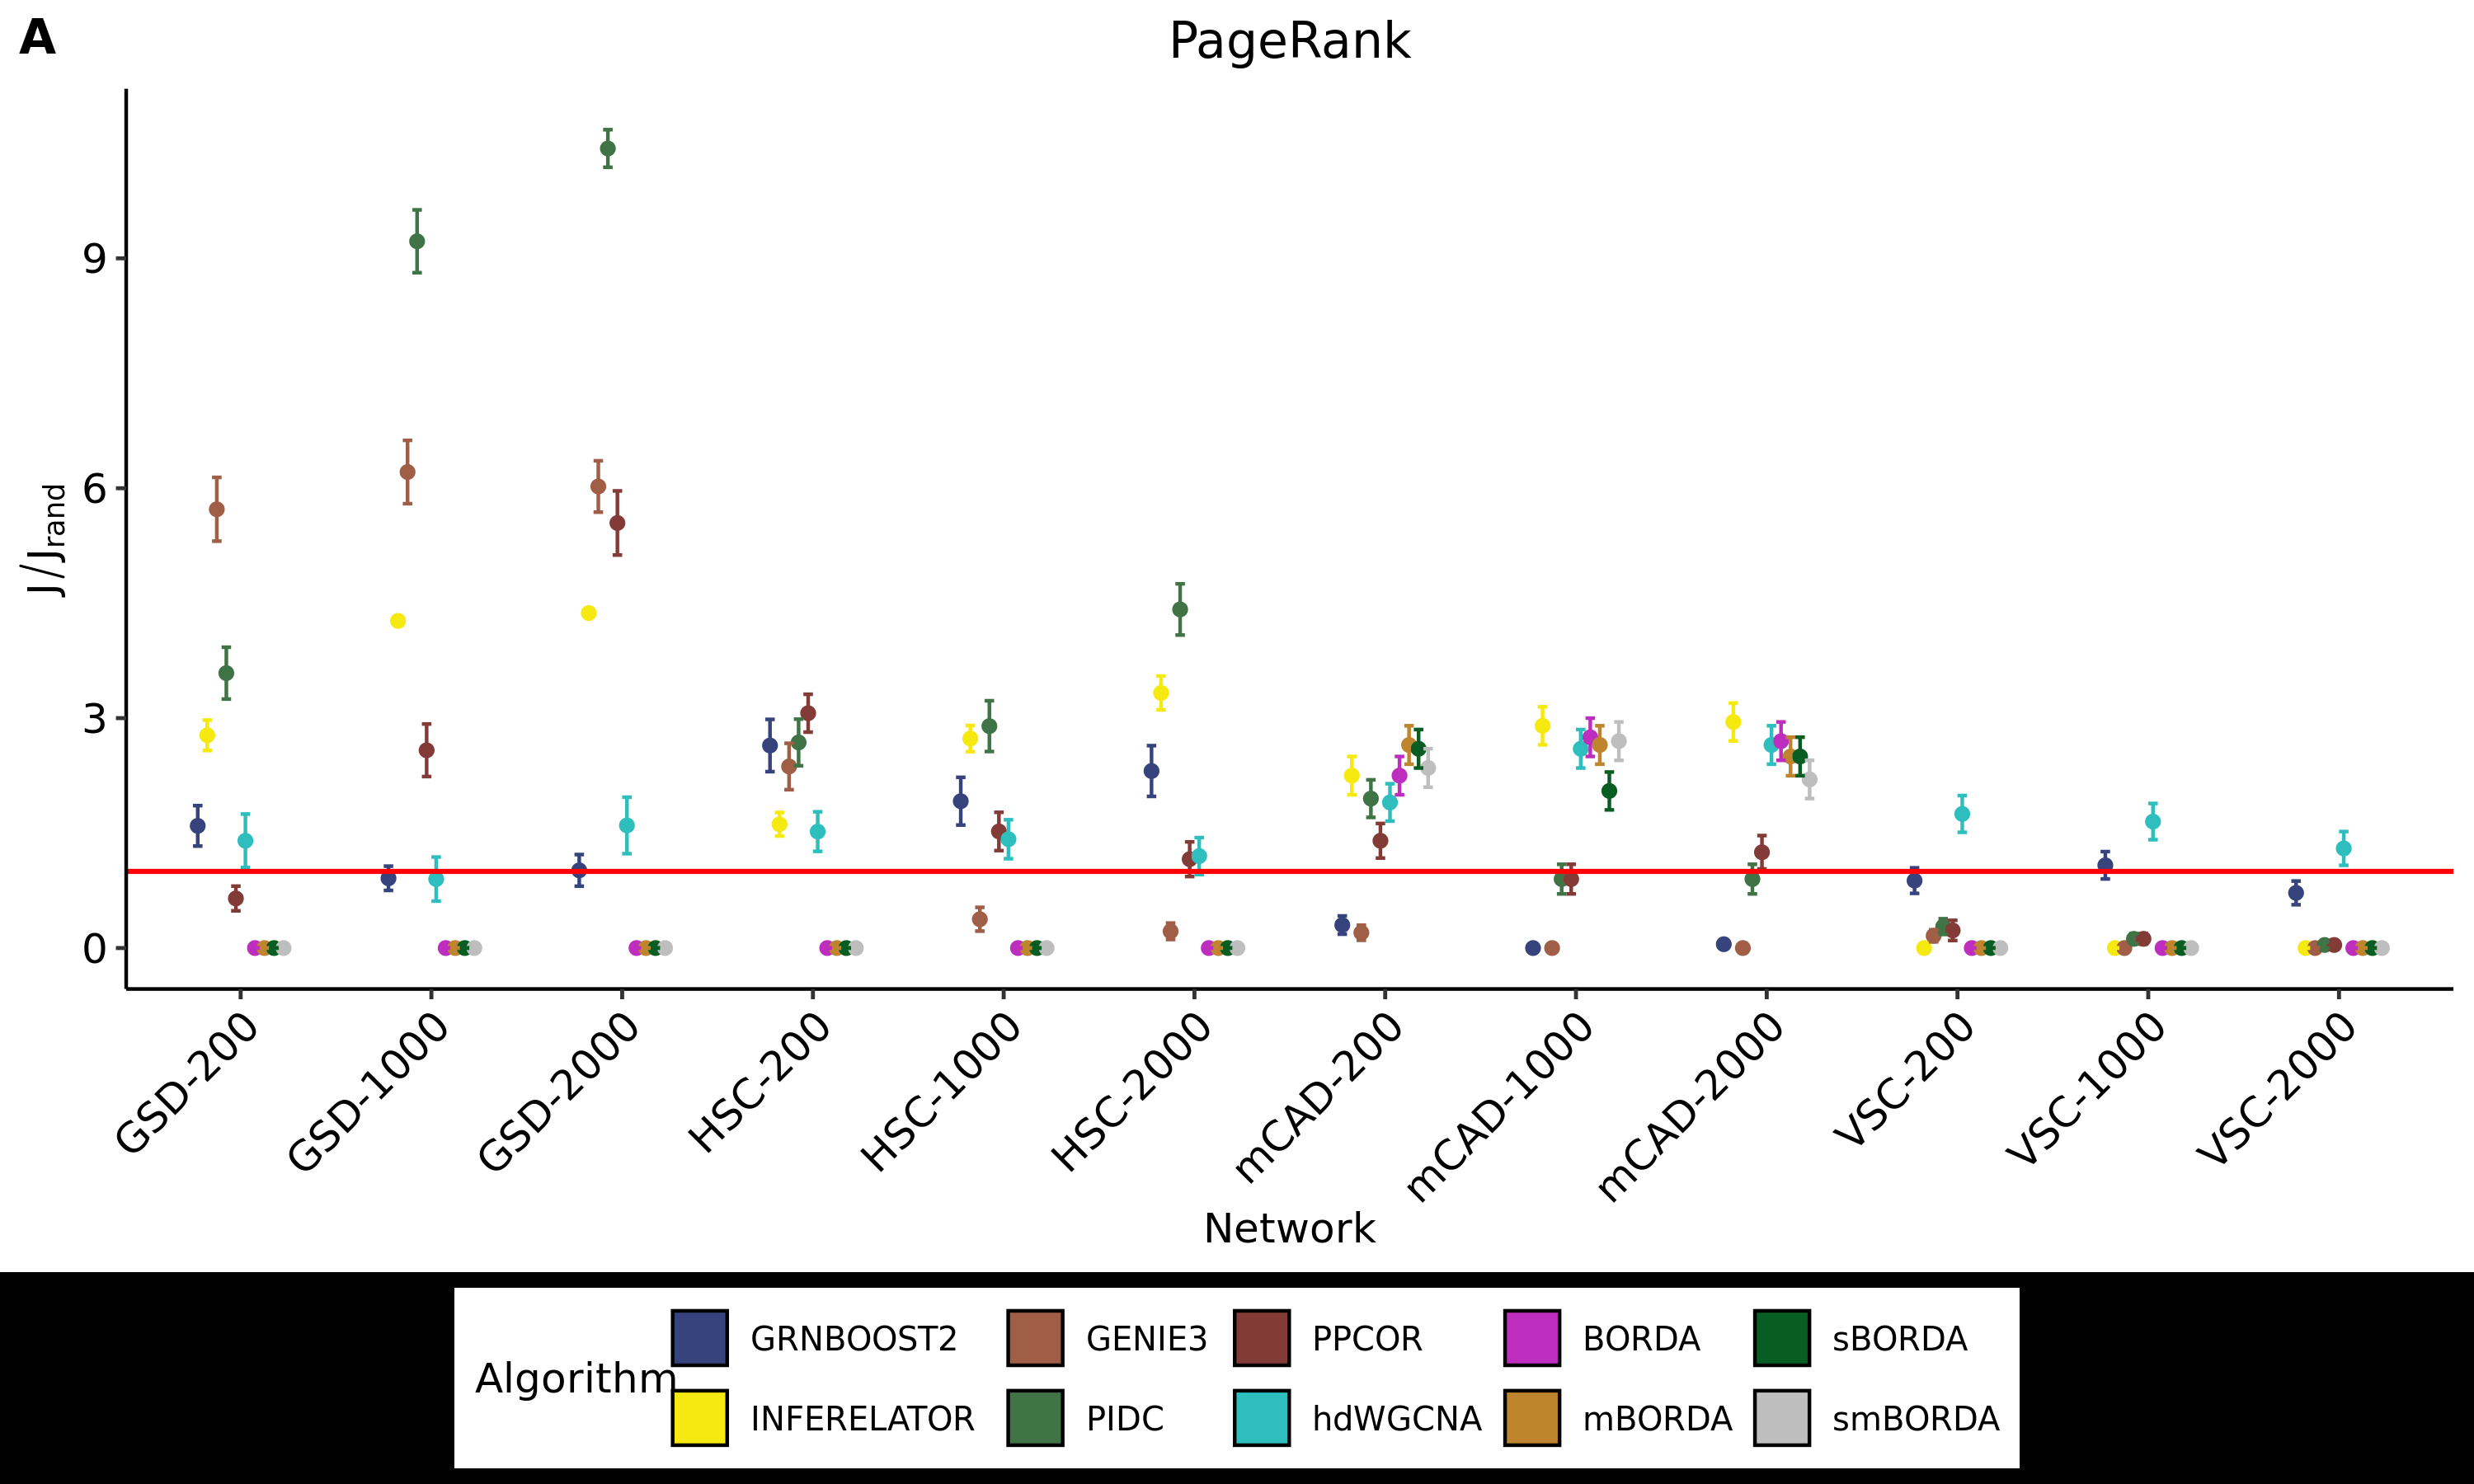 A
PageRank
J/Jrand
9
6
3
0
GSD-200
GSD-1000
GSD-2000
HSC-200
HSC-1000
HSC-2000
mCAD-200
mCAD-1000
mCAD-2000
VSC-200
VSC-1000
VSC-2000
Network
Algorithm
GRNBOOST2 GENIE3 PPCOR BORDA sBORDA
INFERELATOR PIDC hdWGCNA mBORDA smBORDA